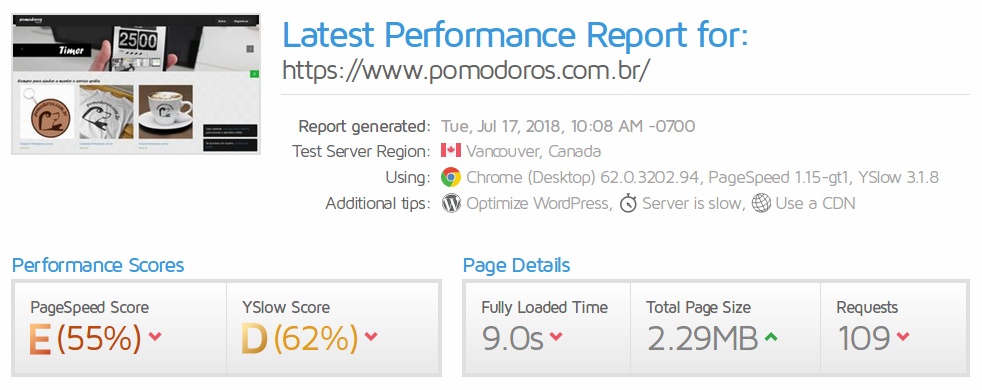 pomodoros
Timer
25 00
Latest Performance Report for:
https://www.pomodoros.com.br/
Report generated: Tue, Jul 17, 2018, 10:08 AM -0700
Test Server Region: Vancouver, Canada
Using: Chrome (Desktop) 62.0.3202.94, PageSpeed 1.15-gt1, YSlow 3.1.8
Additional tips: Optimize WordPress, Server is slow, Use a CDN
Performance Scores
PageSpeed Score
E (55%)
YSlow Score
D (62%)
Page Details
Fully Loaded Time
9.0s
Total Page Size
2.29MB
Requests
109